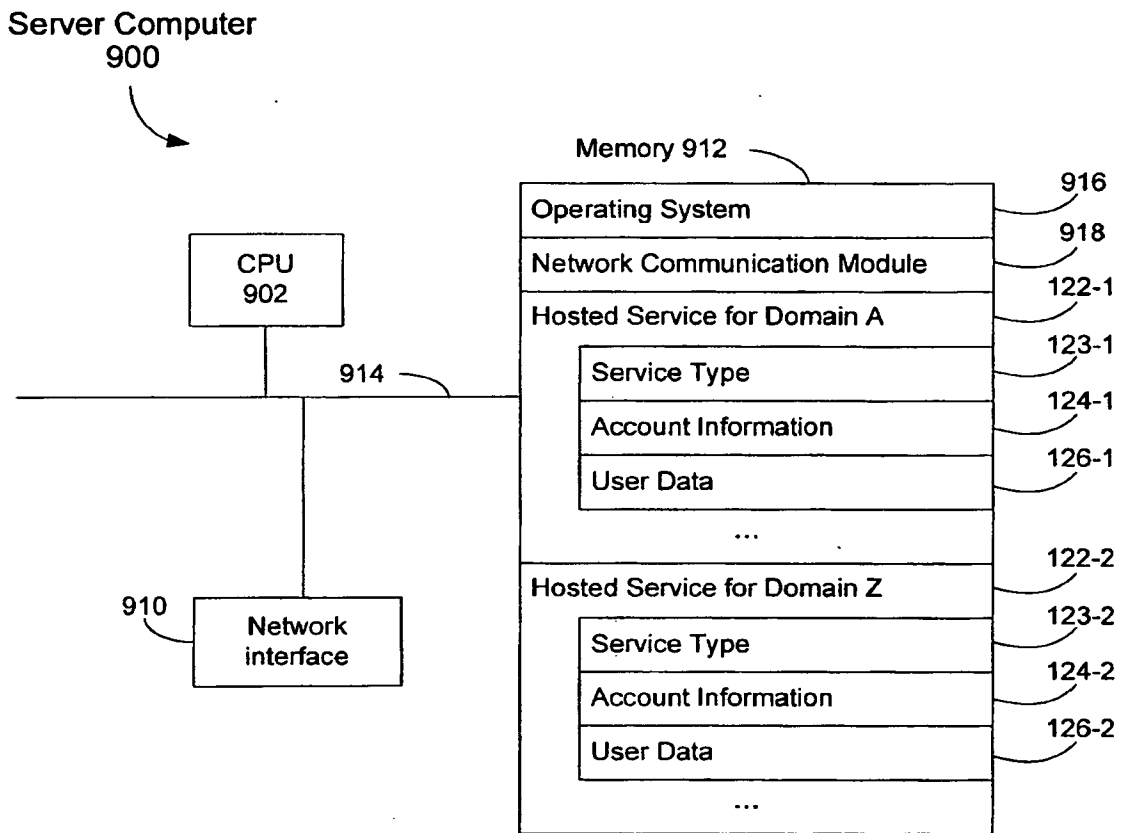 Server Computer
900
Memory 912
916
Operating System
918
CPU
902
Network Communication Module
122-1
Hosted Service for Domain A
123-1
914
Service Type
124-1
Account Information
126-1
User Data
...
122-2
Hosted Service for Domain Z
910
Network
interface
123-2
Service Type
124-2
Account Information
126-2
User Data
...